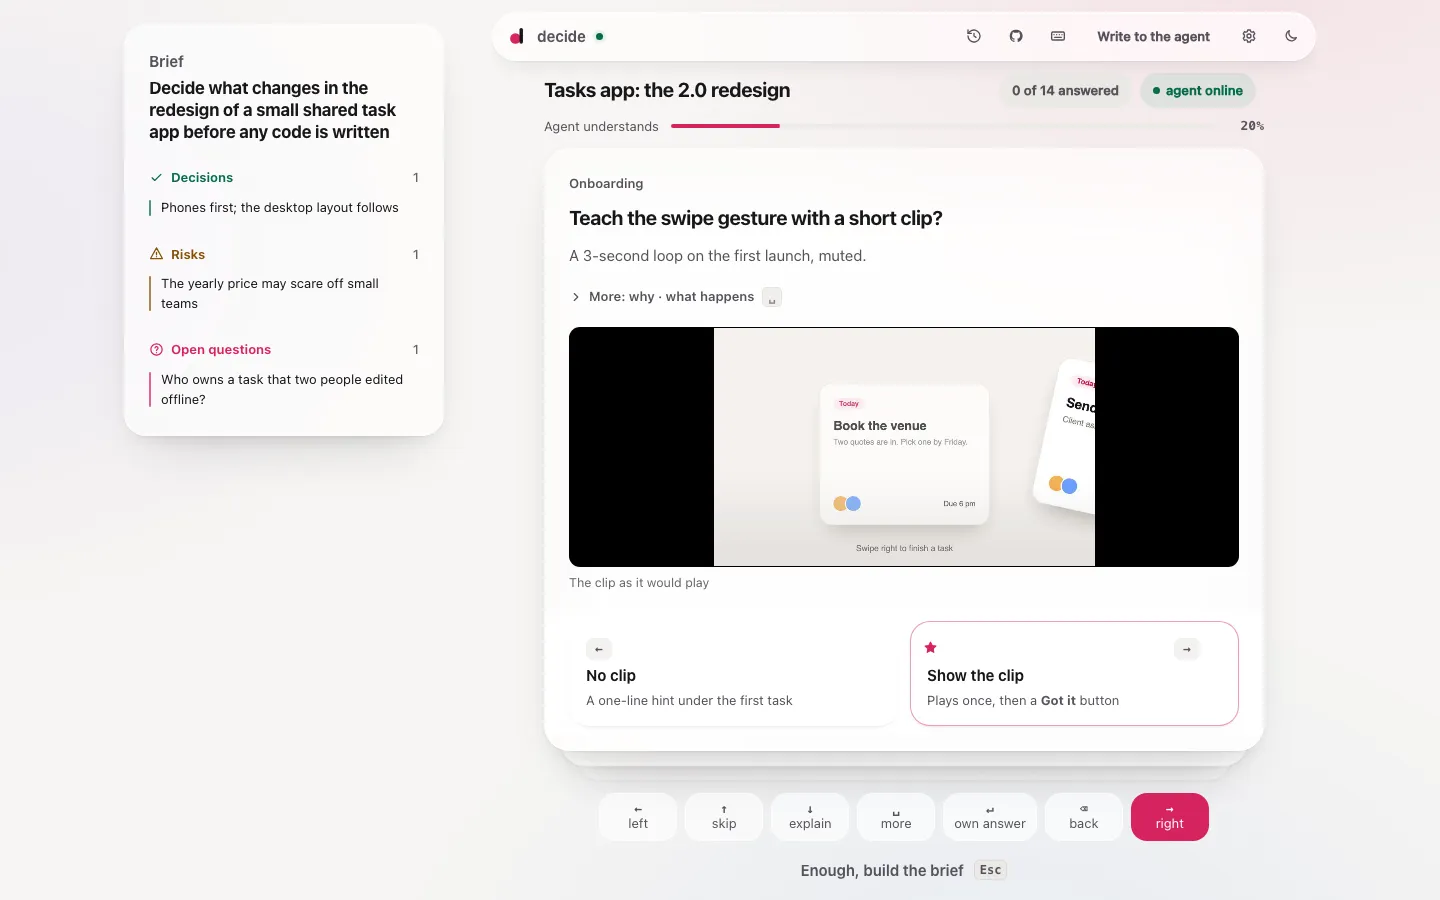 Brief
Decide what changes in the
redesign of a small shared task
app before any code is written
Decisions
1
Phones first; the desktop layout follows
Risks
1
The yearly price may scare off small
teams
Open questions
1
Who owns a task that two people edited
offline?
decide
Write to the agent
Tasks app: the 2.0 redesign
0 of 14 answered
agent online
Agent understands
20%
Onboarding
Teach the swipe gesture with a short clip?
A 3-second loop on the first launch, muted.
More: why · what happens ␣
Today
Book the venue
Two quotes are in. Pick one by Friday.
Due 6 pm
Swipe right to finish a task
Today
Send
Client as
The clip as it would play
←
No clip
A one-line hint under the first task
★
→
Show the clip
Plays once, then a Got it button
←
left
↑
skip
↓
explain
␣
more
↵
own answer
⌫
back
→
right
Enough, build the brief Esc